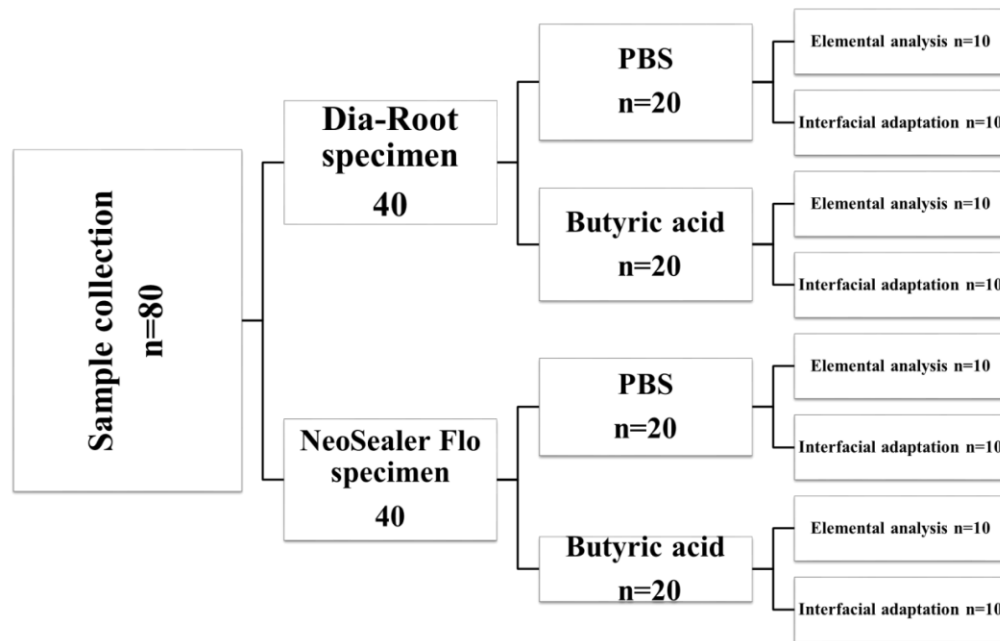 Sample collection
n=80
Dia-Root
specimen
40
PBS
n=20
Elemental analysis n=10
Interfacial adaptation n=10
Butyric acid
n=20
Elemental analysis n=10
Interfacial adaptation n=10
NeoSealer Flo
specimen
40
PBS
n=20
Elemental analysis n=10
Interfacial adaptation n=10
Butyric acid
n=20
Elemental analysis n=10
Interfacial adaptation n=10